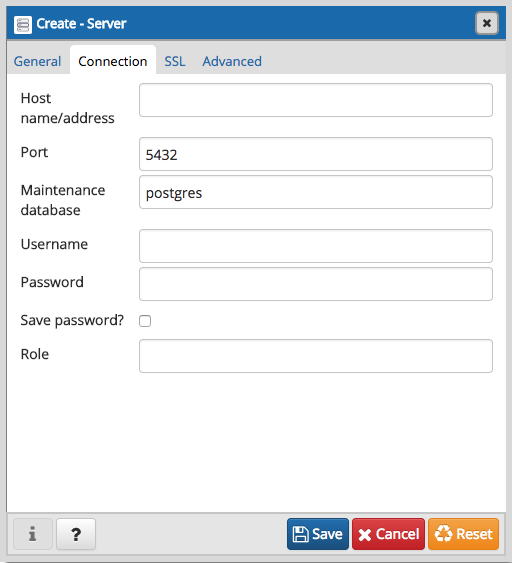 Create - Server
General Connection SSL Advanced
Host
name/address
Port
5432
Maintenance
database
postgres
Username
Password
Save password?
Role
i ? Save Cancel Reset